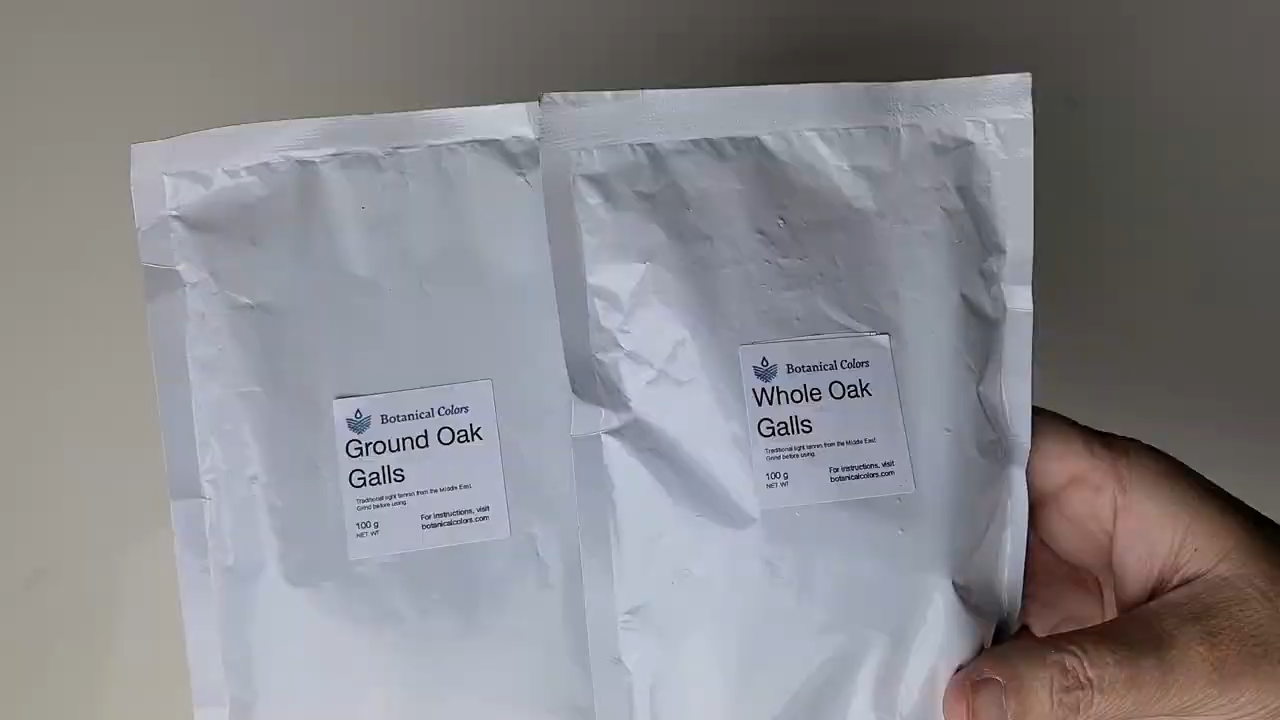 Botanical Colors
Ground Oak
Galls
Traditional light tannin from the Middle East.
Grind before using.
100 g
NET WT
For instructions, visit
botanicalcolors.com
Botanical Colors
Whole Oak
Galls
Traditional light tannin from the Middle East.
Grind before using.
100 g
NET WT
For instructions, visit
botanicalcolors.com